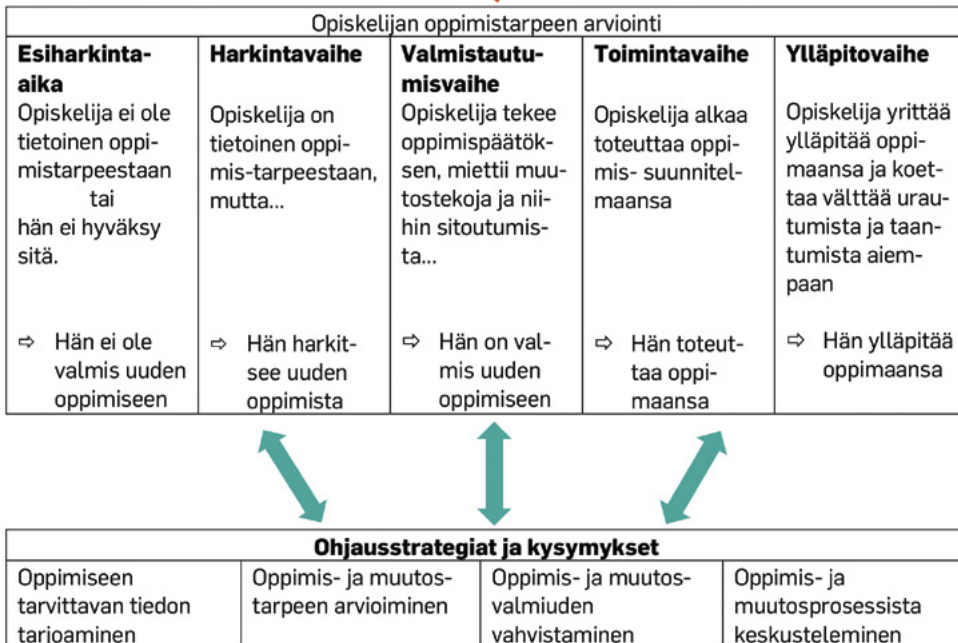 Opiskelijan oppimistarpeen arviointi
Esiharkinta-
aika
Opiskelija ei ole
tietoinen oppi-
mistarpeestaan
tai
hän ei hyväksy
sitä.
⇨ Hän ei ole
valmis uuden
oppimiseen
Harkintavaihe
Opiskelija on
tietoinen oppi-
mis-tarpeestaan,
mutta...
⇨ Hän harkit-
see uuden
oppimista
Valmistautu-
misvaihe
Opiskelija tekee
oppimispäätök-
sen, miettii muu-
tostekoja ja nii-
hin sitoutumis-
ta...
⇨ Hän on val-
mis uuden
oppimiseen
Toimintavaihe
Opiskelija alkaa
toteuttaa oppi-
mis- suunnitel-
maansa
⇨ Hän toteut-
taa oppi-
maansa
Ylläpitovaihe
Opiskelija yrittää
ylläpitää oppi-
maansa ja koet-
taa välttää urau-
tumista ja taan-
tumista aiem-
paan
⇨ Hän ylläpitää
oppimaansa
Ohjausstrategiat ja kysymykset
Oppimiseen
tarvittavan tiedon
tarjoaminen
Oppimis- ja muutos-
tarpeen arvioiminen
Oppimis- ja muutos-
valmiuden
vahvistaminen
Oppimis- ja
muutosprosessista
keskusteleminen